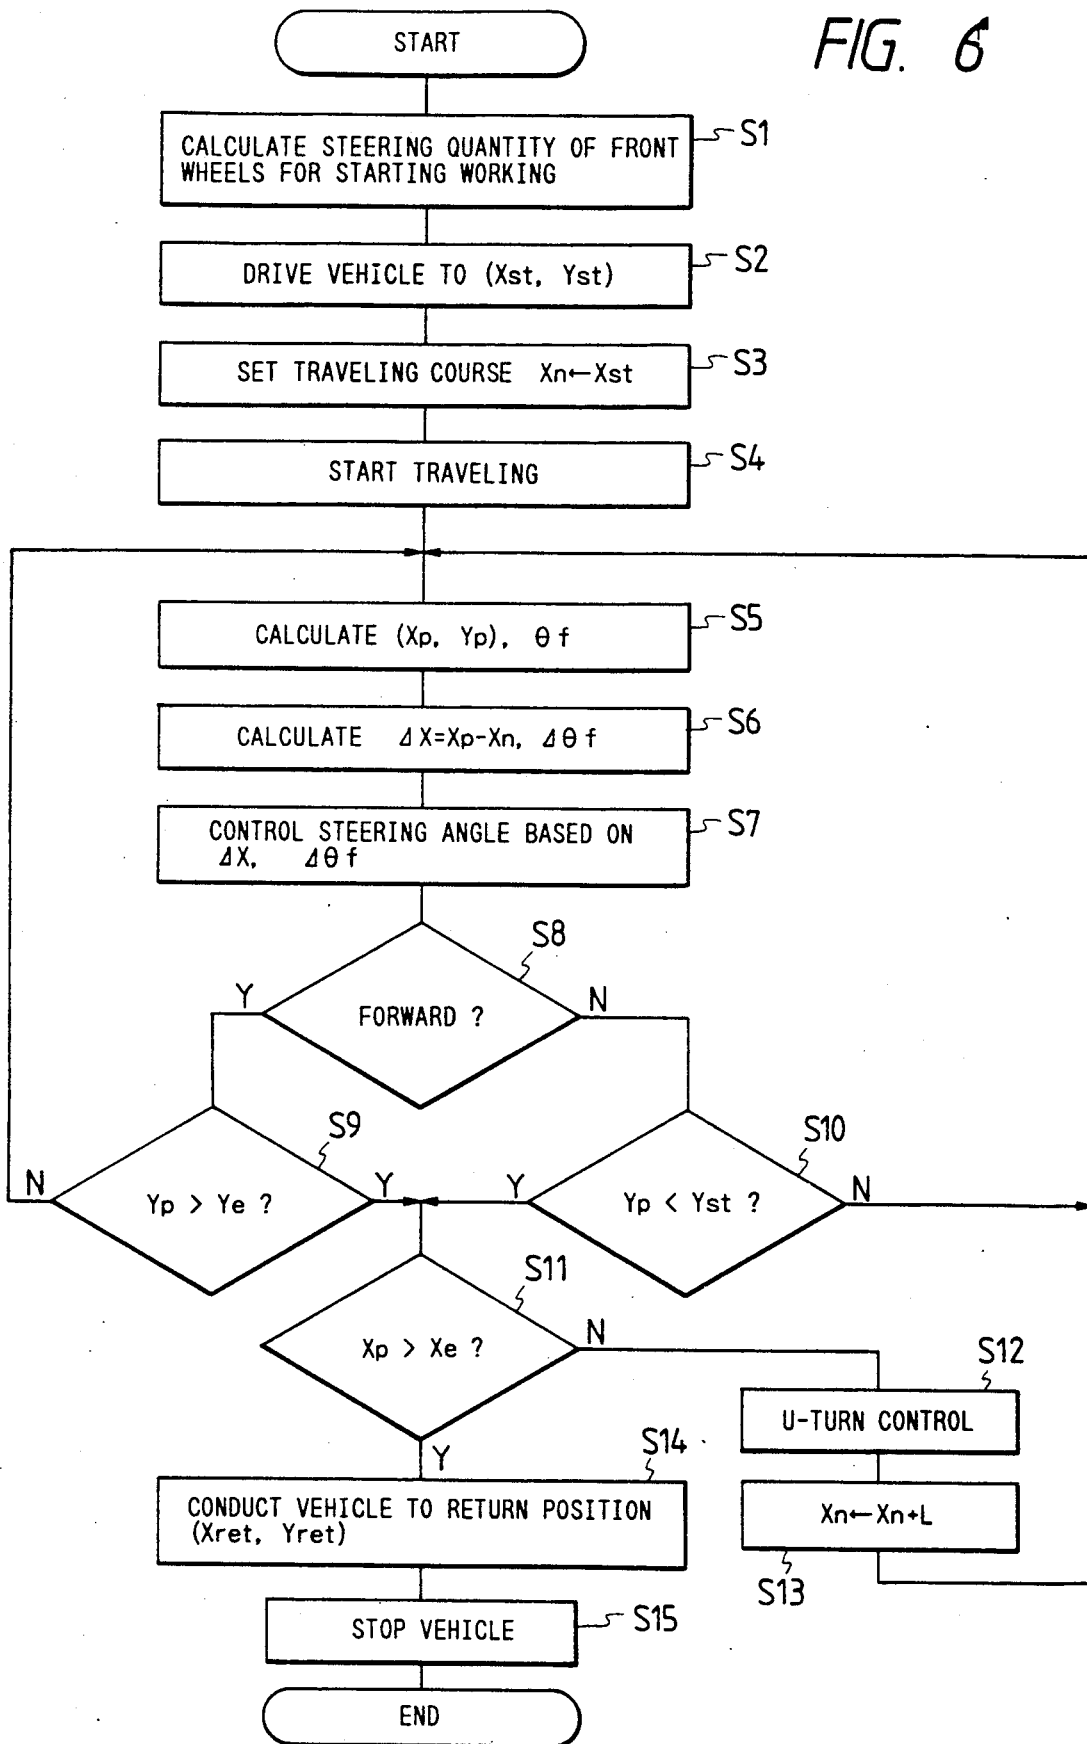 FIG. 6
START
S1
CALCULATE STEERING QUANTITY OF FRONT
WHEELS FOR STARTING WORKING
S2
DRIVE VEHICLE TO (Xst, Yst)
S3
SET TRAVELING COURSE Xn←Xst
S4
START TRAVELING
S5
CALCULATE (Xp, Yp), θf
S6
CALCULATE ΔX=Xp-Xn, Δθf
S7
CONTROL STEERING ANGLE BASED ON
ΔX, Δθf
S8
Y
FORWARD ?
N
S9
N
Yp > Ye ?
Y
S10
Y
Yp < Yst ?
N
S11
Xp > Xe ?
N
Y
S12
U-TURN CONTROL
Xn←Xn+L
S13
S14
CONDUCT VEHICLE TO RETURN POSITION
(Xret, Yret)
S15
STOP VEHICLE
END